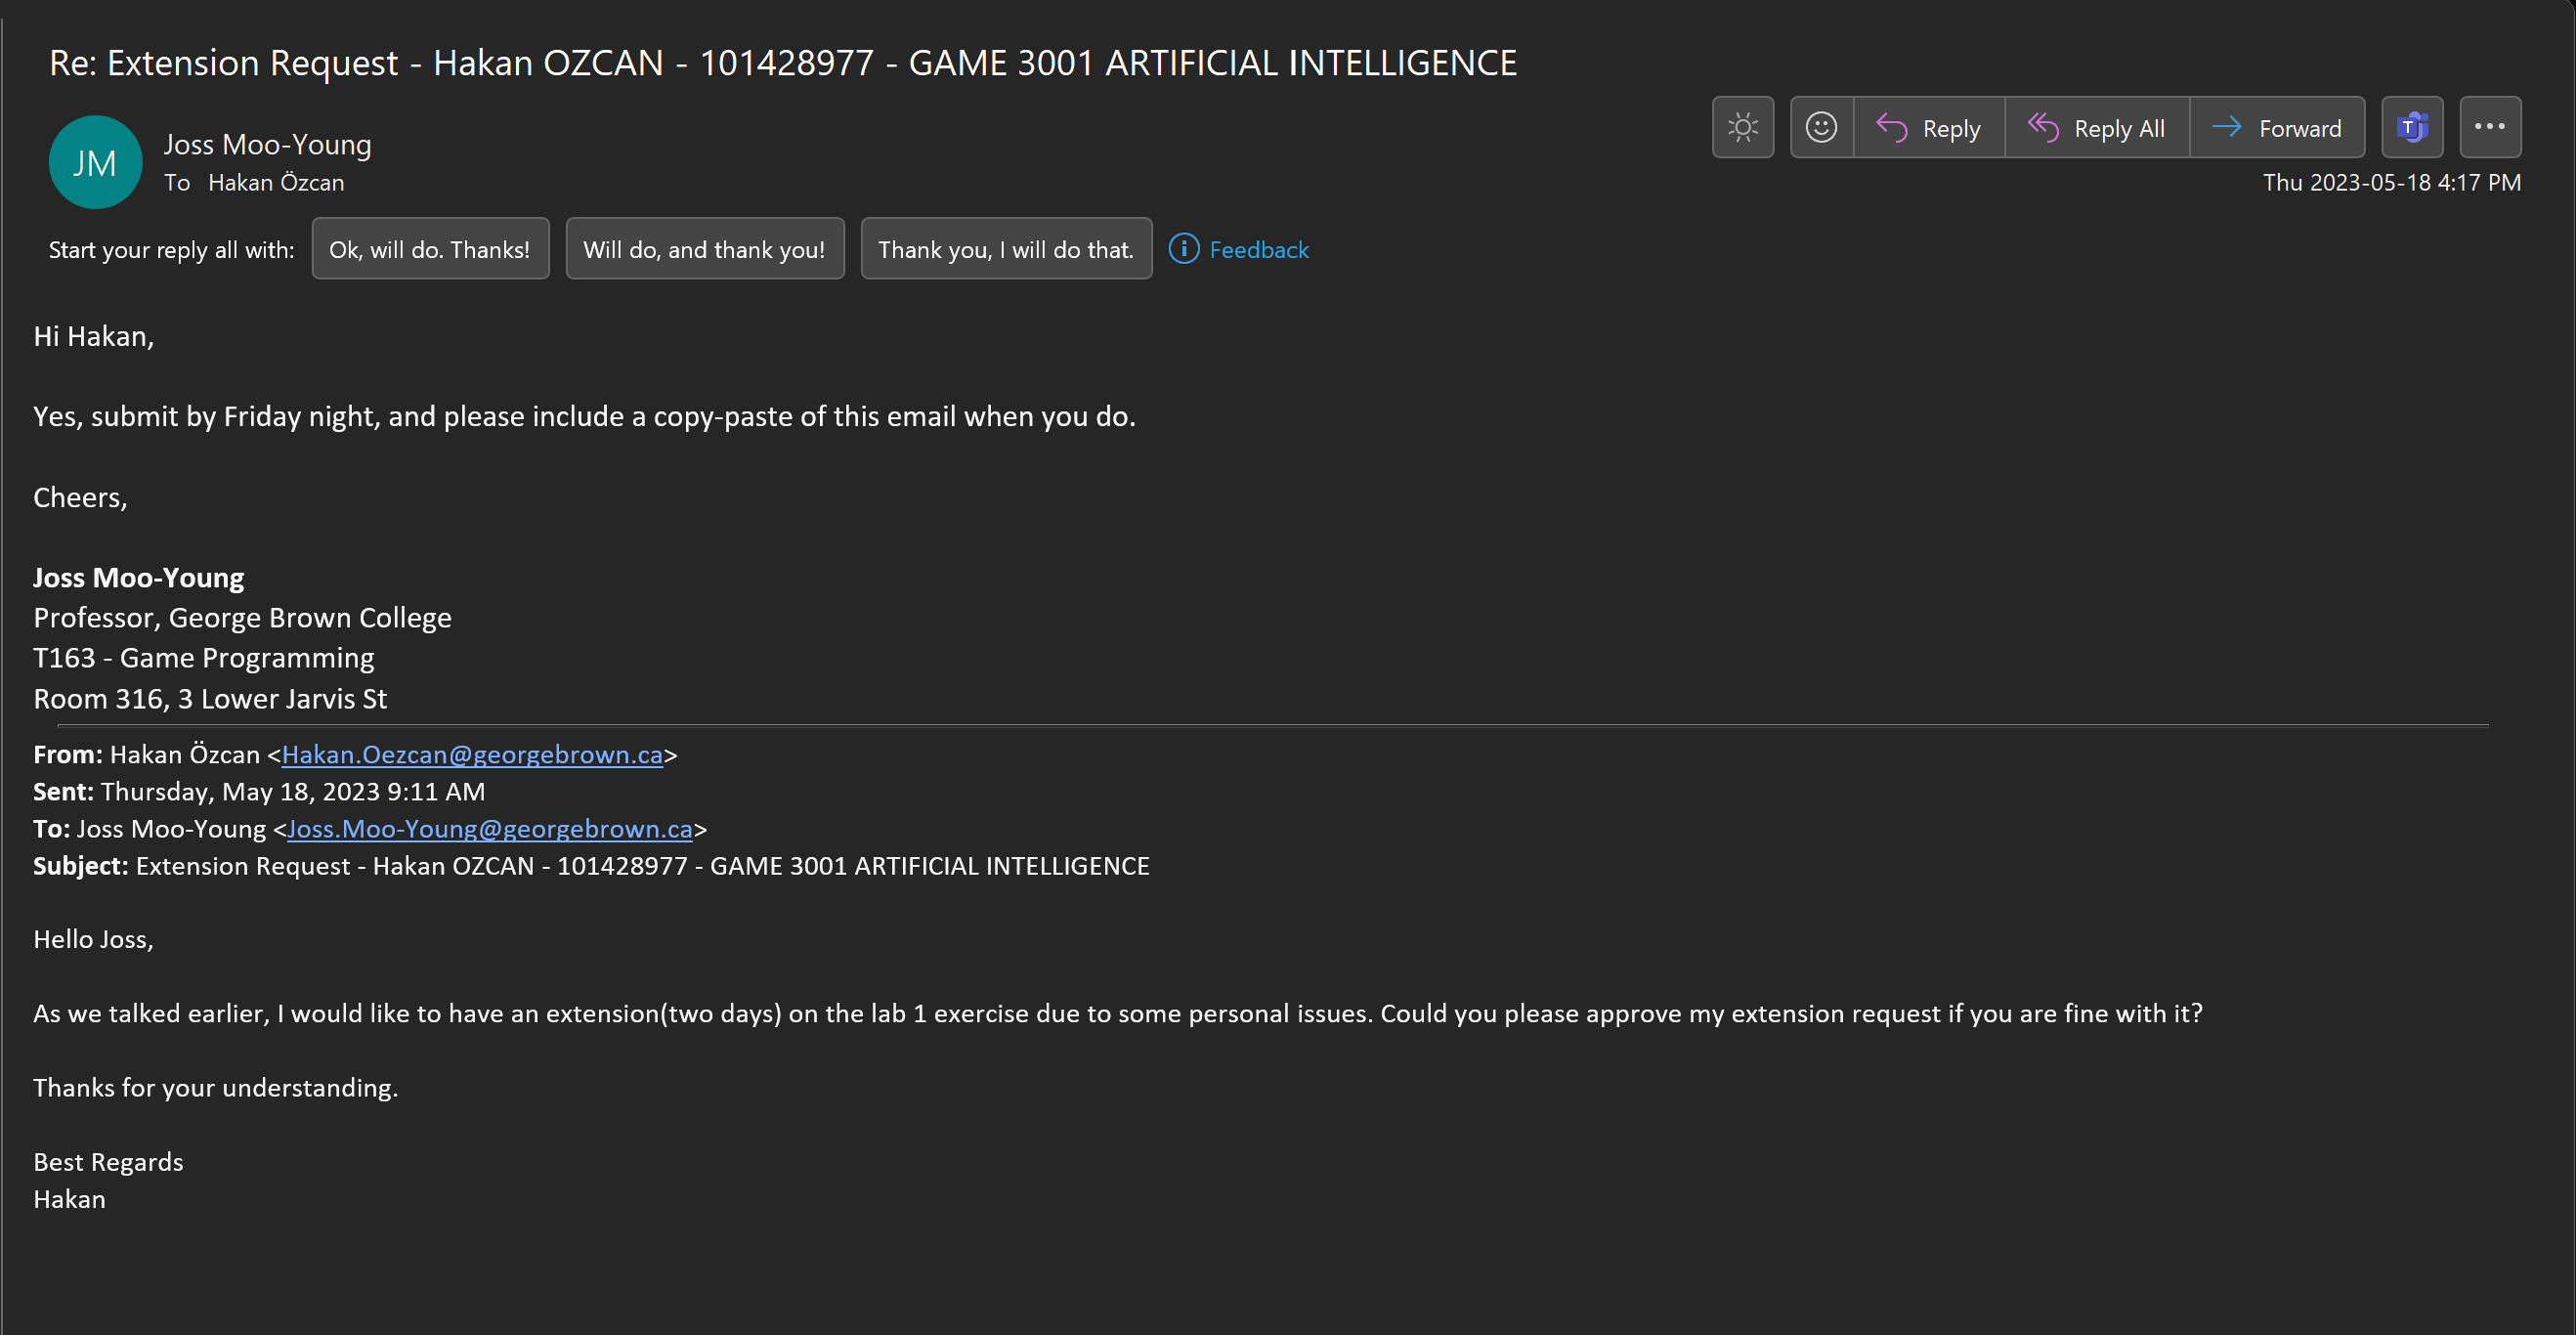 Re: Extension Request - Hakan OZCAN - 101428977 - GAME 3001 ARTIFICIAL INTELLIGENCE
JM
Joss Moo-Young
To Hakan Özcan
Reply
Reply All
Forward
T
Thu 2023-05-18 4:17 PM
Start your reply all with: Ok, will do. Thanks! Will do, and thank you! Thank you, I will do that. Feedback
Hi Hakan,
Yes, submit by Friday night, and please include a copy-paste of this email when you do.
Cheers,
Joss Moo-Young
Professor, George Brown College
T163 - Game Programming
Room 316, 3 Lower Jarvis St
From: Hakan Özcan <Hakan.Oezcan@georgebrown.ca>
Sent: Thursday, May 18, 2023 9:11 AM
To: Joss Moo-Young <Joss.Moo-Young@georgebrown.ca>
Subject: Extension Request - Hakan OZCAN - 101428977 - GAME 3001 ARTIFICIAL INTELLIGENCE
Hello Joss,
As we talked earlier, I would like to have an extension(two days) on the lab 1 exercise due to some personal issues. Could you please approve my extension request if you are fine with it?
Thanks for your understanding.
Best Regards
Hakan